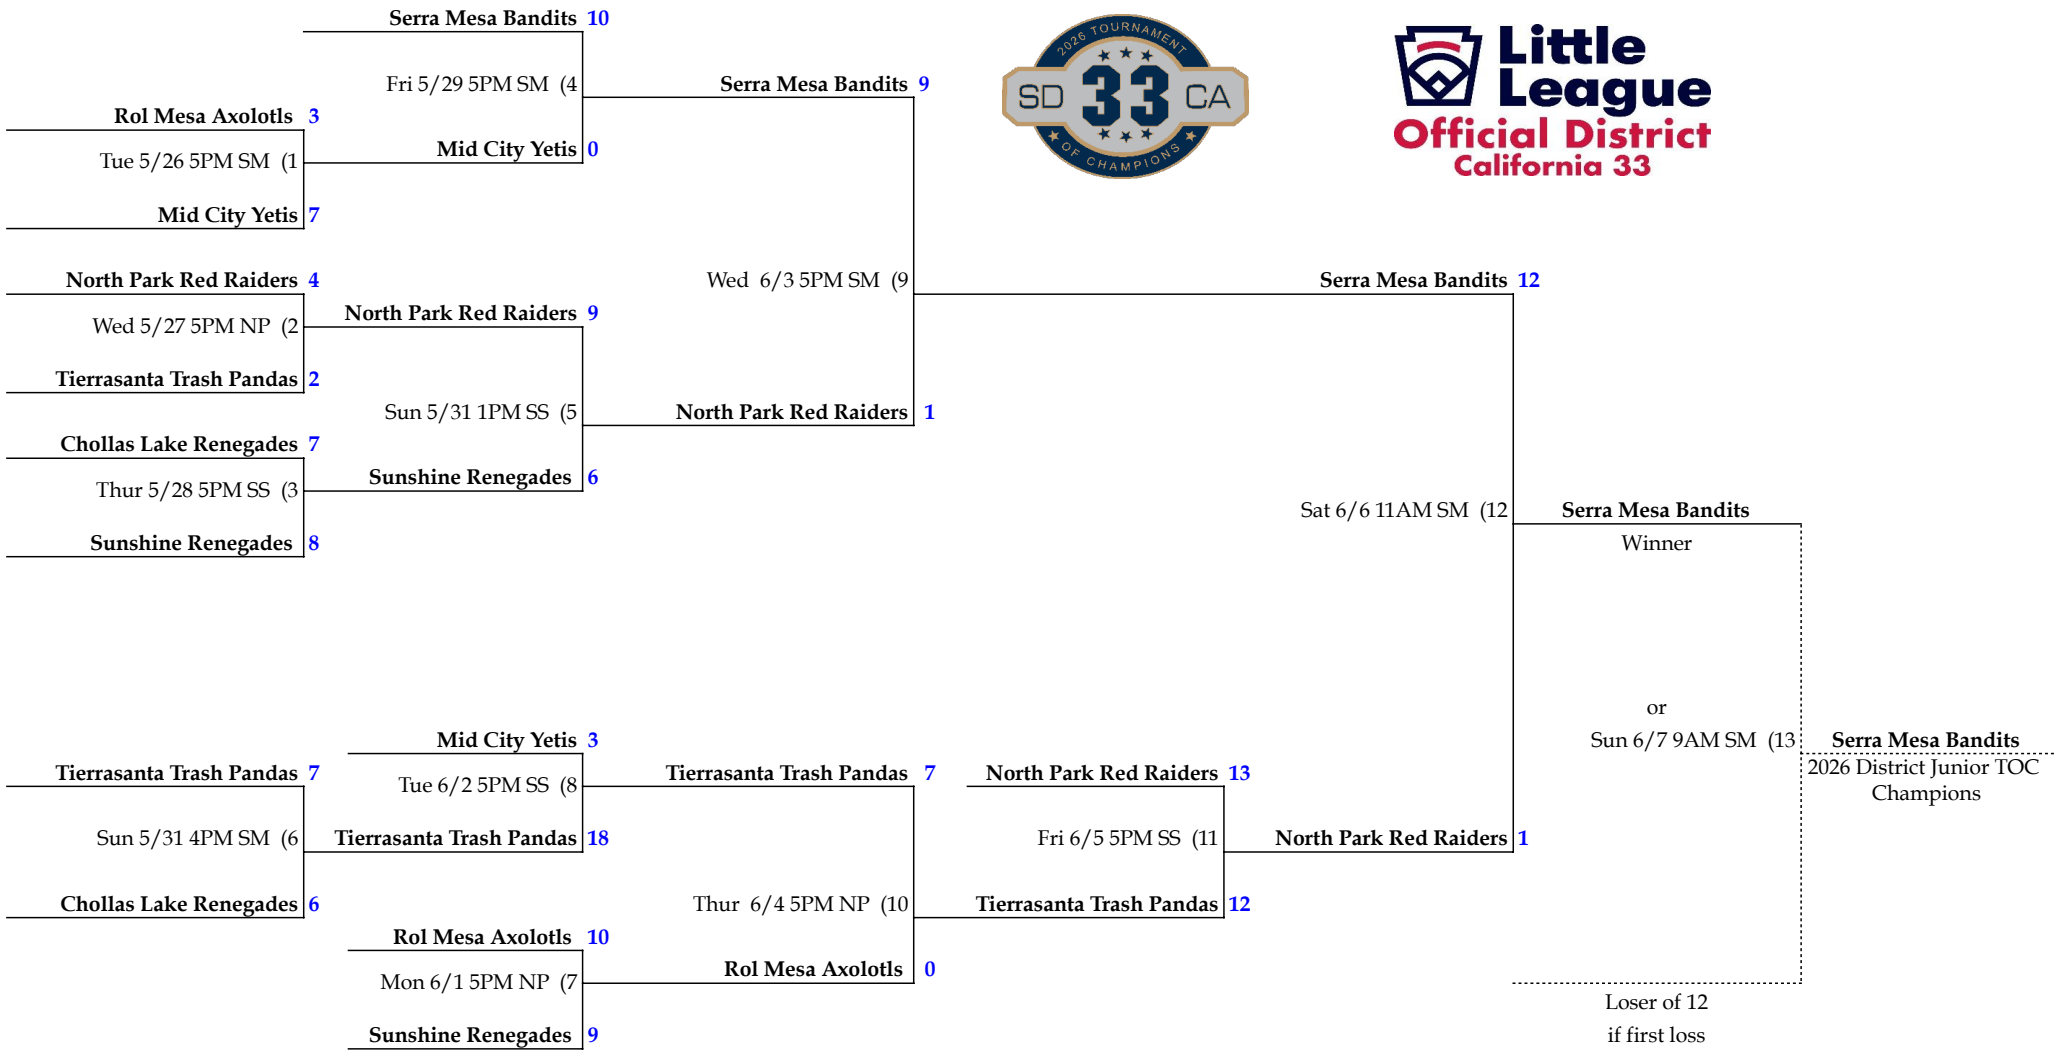 Serra Mesa Bandits 10
2026 TOURNAMENT
SD 33 CA
OF CHAMPIONS
Little
League
Official District
California 33
Fri 5/29 5PM SM (4
Serra Mesa Bandits 9
Rol Mesa Axolotls 3
Tue 5/26 5PM SM (1
Mid City Yetis 0
Mid City Yetis 7
North Park Red Raiders 4
Wed 6/3 5PM SM (9
Serra Mesa Bandits 12
Wed 5/27 5PM NP (2
North Park Red Raiders 9
Tierrasanta Trash Pandas 2
Sun 5/31 1PM SS (5
North Park Red Raiders 1
Chollas Lake Renegades 7
Sunshine Renegades 6
Thur 5/28 5PM SS (3
Sat 6/6 11AM SM (12
Serra Mesa Bandits
Winner
Sunshine Renegades 8
or
Mid City Yetis 3
Sun 6/7 9AM SM (13
Serra Mesa Bandits
2026 District Junior TOC
Champions
Tierrasanta Trash Pandas 7
Tue 6/2 5PM SS (8
Tierrasanta Trash Pandas 7
North Park Red Raiders 13
Sun 5/31 4PM SM (6
Tierrasanta Trash Pandas 18
Fri 6/5 5PM SS (11
North Park Red Raiders 1
Chollas Lake Renegades 6
Thur 6/4 5PM NP (10
Tierrasanta Trash Pandas 12
Rol Mesa Axolotls 10
Mon 6/1 5PM NP (7
Rol Mesa Axolotls 0
Sunshine Renegades 9
Loser of 12
if first loss